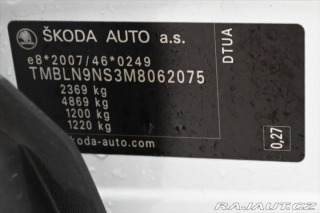 ŠKODA AUTO a.s.
e8*2007/46*0249
TMBLN9NS3M8062075
2369 kg
4869 kg
1200 kg
1220 kg
skoda-auto.com
DTUA
0,27
RAJAUT.CZ